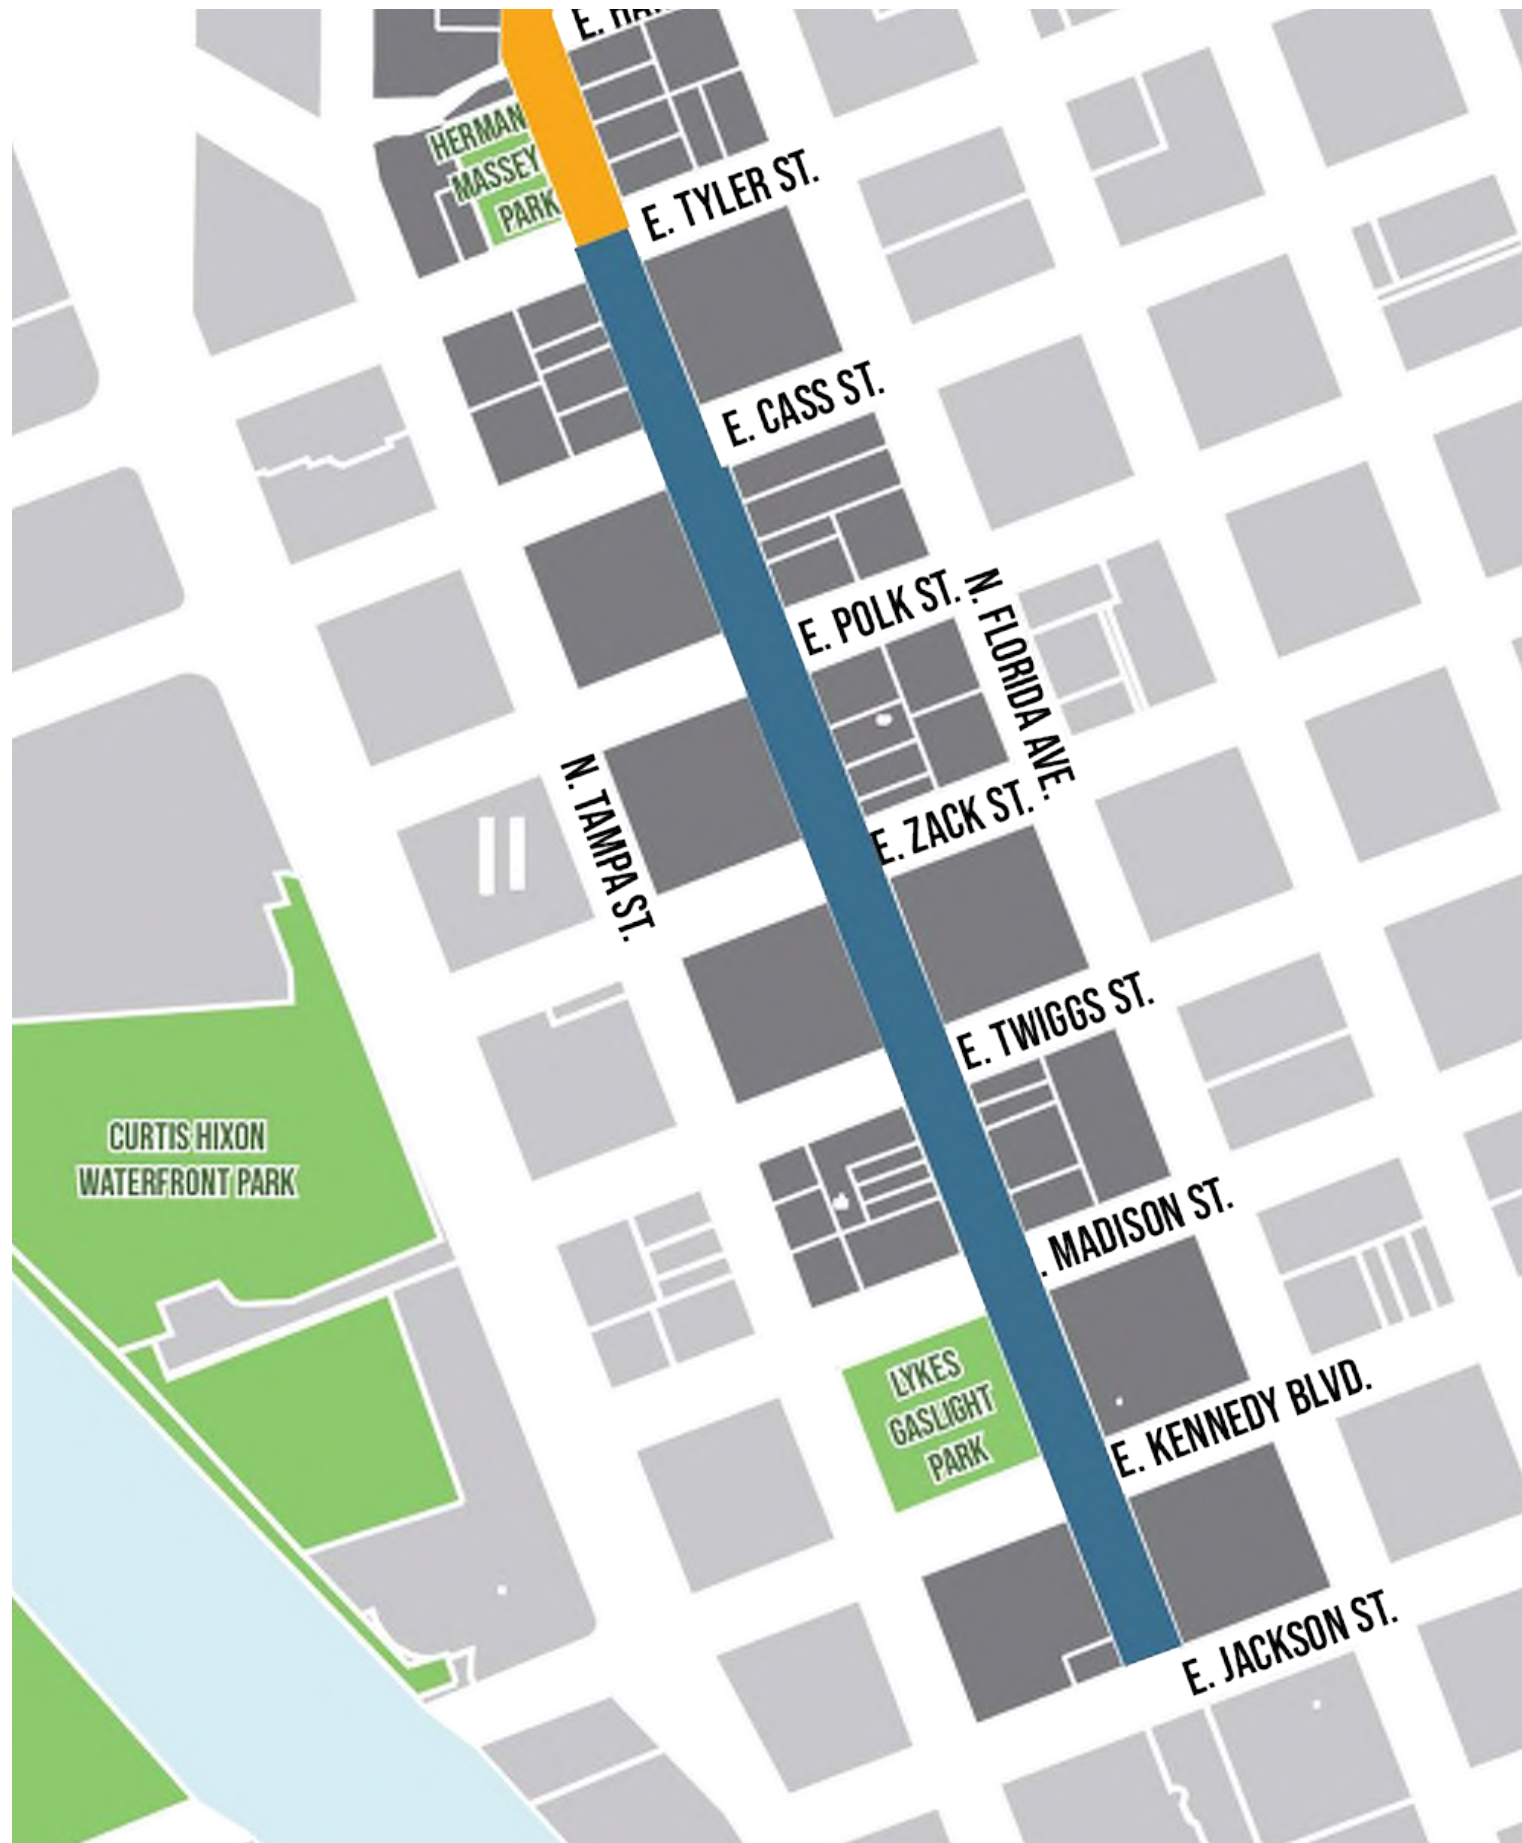 E. HAR
HERMAN
MASSEY
PARK
E. TYLER ST.
E. CASS ST.
E. POLK ST.
N. FLORIDA AVE.
E. ZACK ST.
N. TAMPA ST.
E. TWIGGS ST.
CURTIS HIXON
WATERFRONT PARK
. MADISON ST.
LYKES
GASLIGHT
PARK
E. KENNEDY BLVD.
E. JACKSON ST.